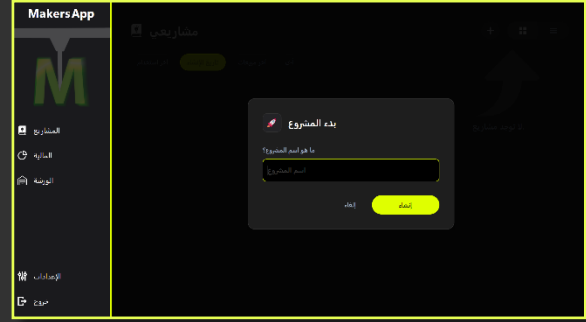 MakersApp
المشاريع
المالية
الورشة
الإعدادات
خروج
مشاريعي
بدء المشروع
ما هو اسم المشروع؟
اسم المشروع
إنشاء
إلغاء